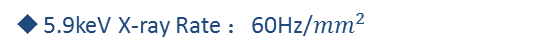 ◆ 5.9keV X-ray Rate： 60Hz/𝑚𝑚²